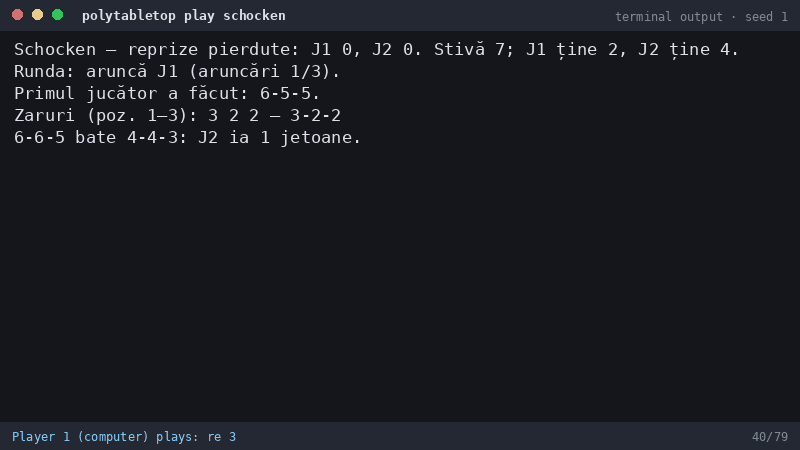 polytabletop play schocken
terminal output · seed 1
Schocken — reprize pierdute: J1 0, J2 0. Stivă 7; J1 ține 2, J2 ține 4.
Runda: aruncă J1 (aruncări 1/3).
Primul jucător a făcut: 6-5-5.
Zaruri (poz. 1–3): 3 2 2 — 3-2-2
6-6-5 bate 4-4-3: J2 ia 1 jetoane.
Player 1 (computer) plays: re 3
40/79